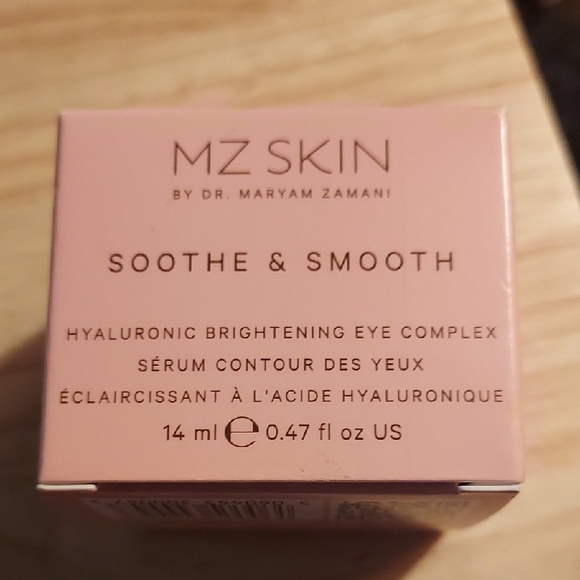 MZ SKIN
BY DR. MARYAM ZAMANI
SOOTHE & SMOOTH
HYALURONIC BRIGHTENING EYE COMPLEX
SÉRUM CONTOUR DES YEUX
ÉCLAIRCISSANT À L'ACIDE HYALURONIQUE
14 ml ℮ 0.47 fl oz US